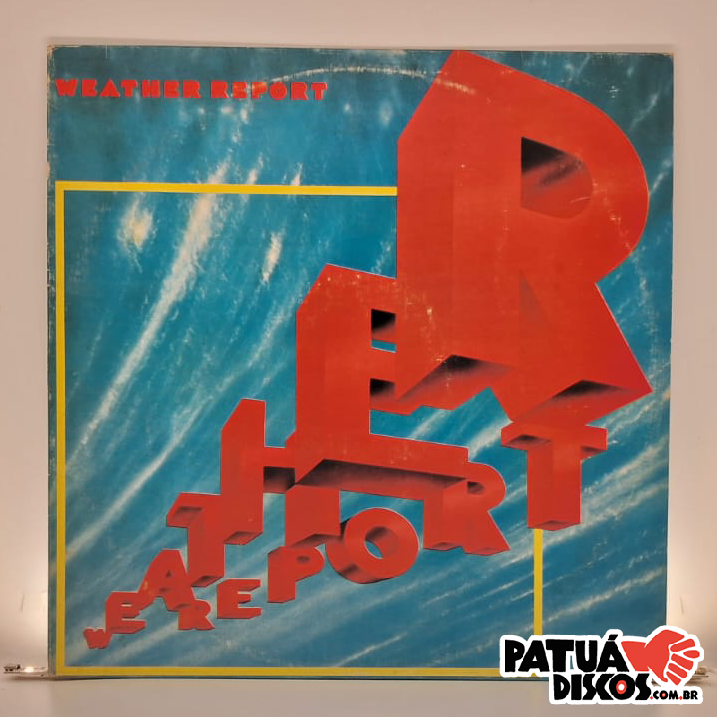 WEATHER REPORT
WEATHER
REPORT
PATUÁ
DISCOS.COM.BR